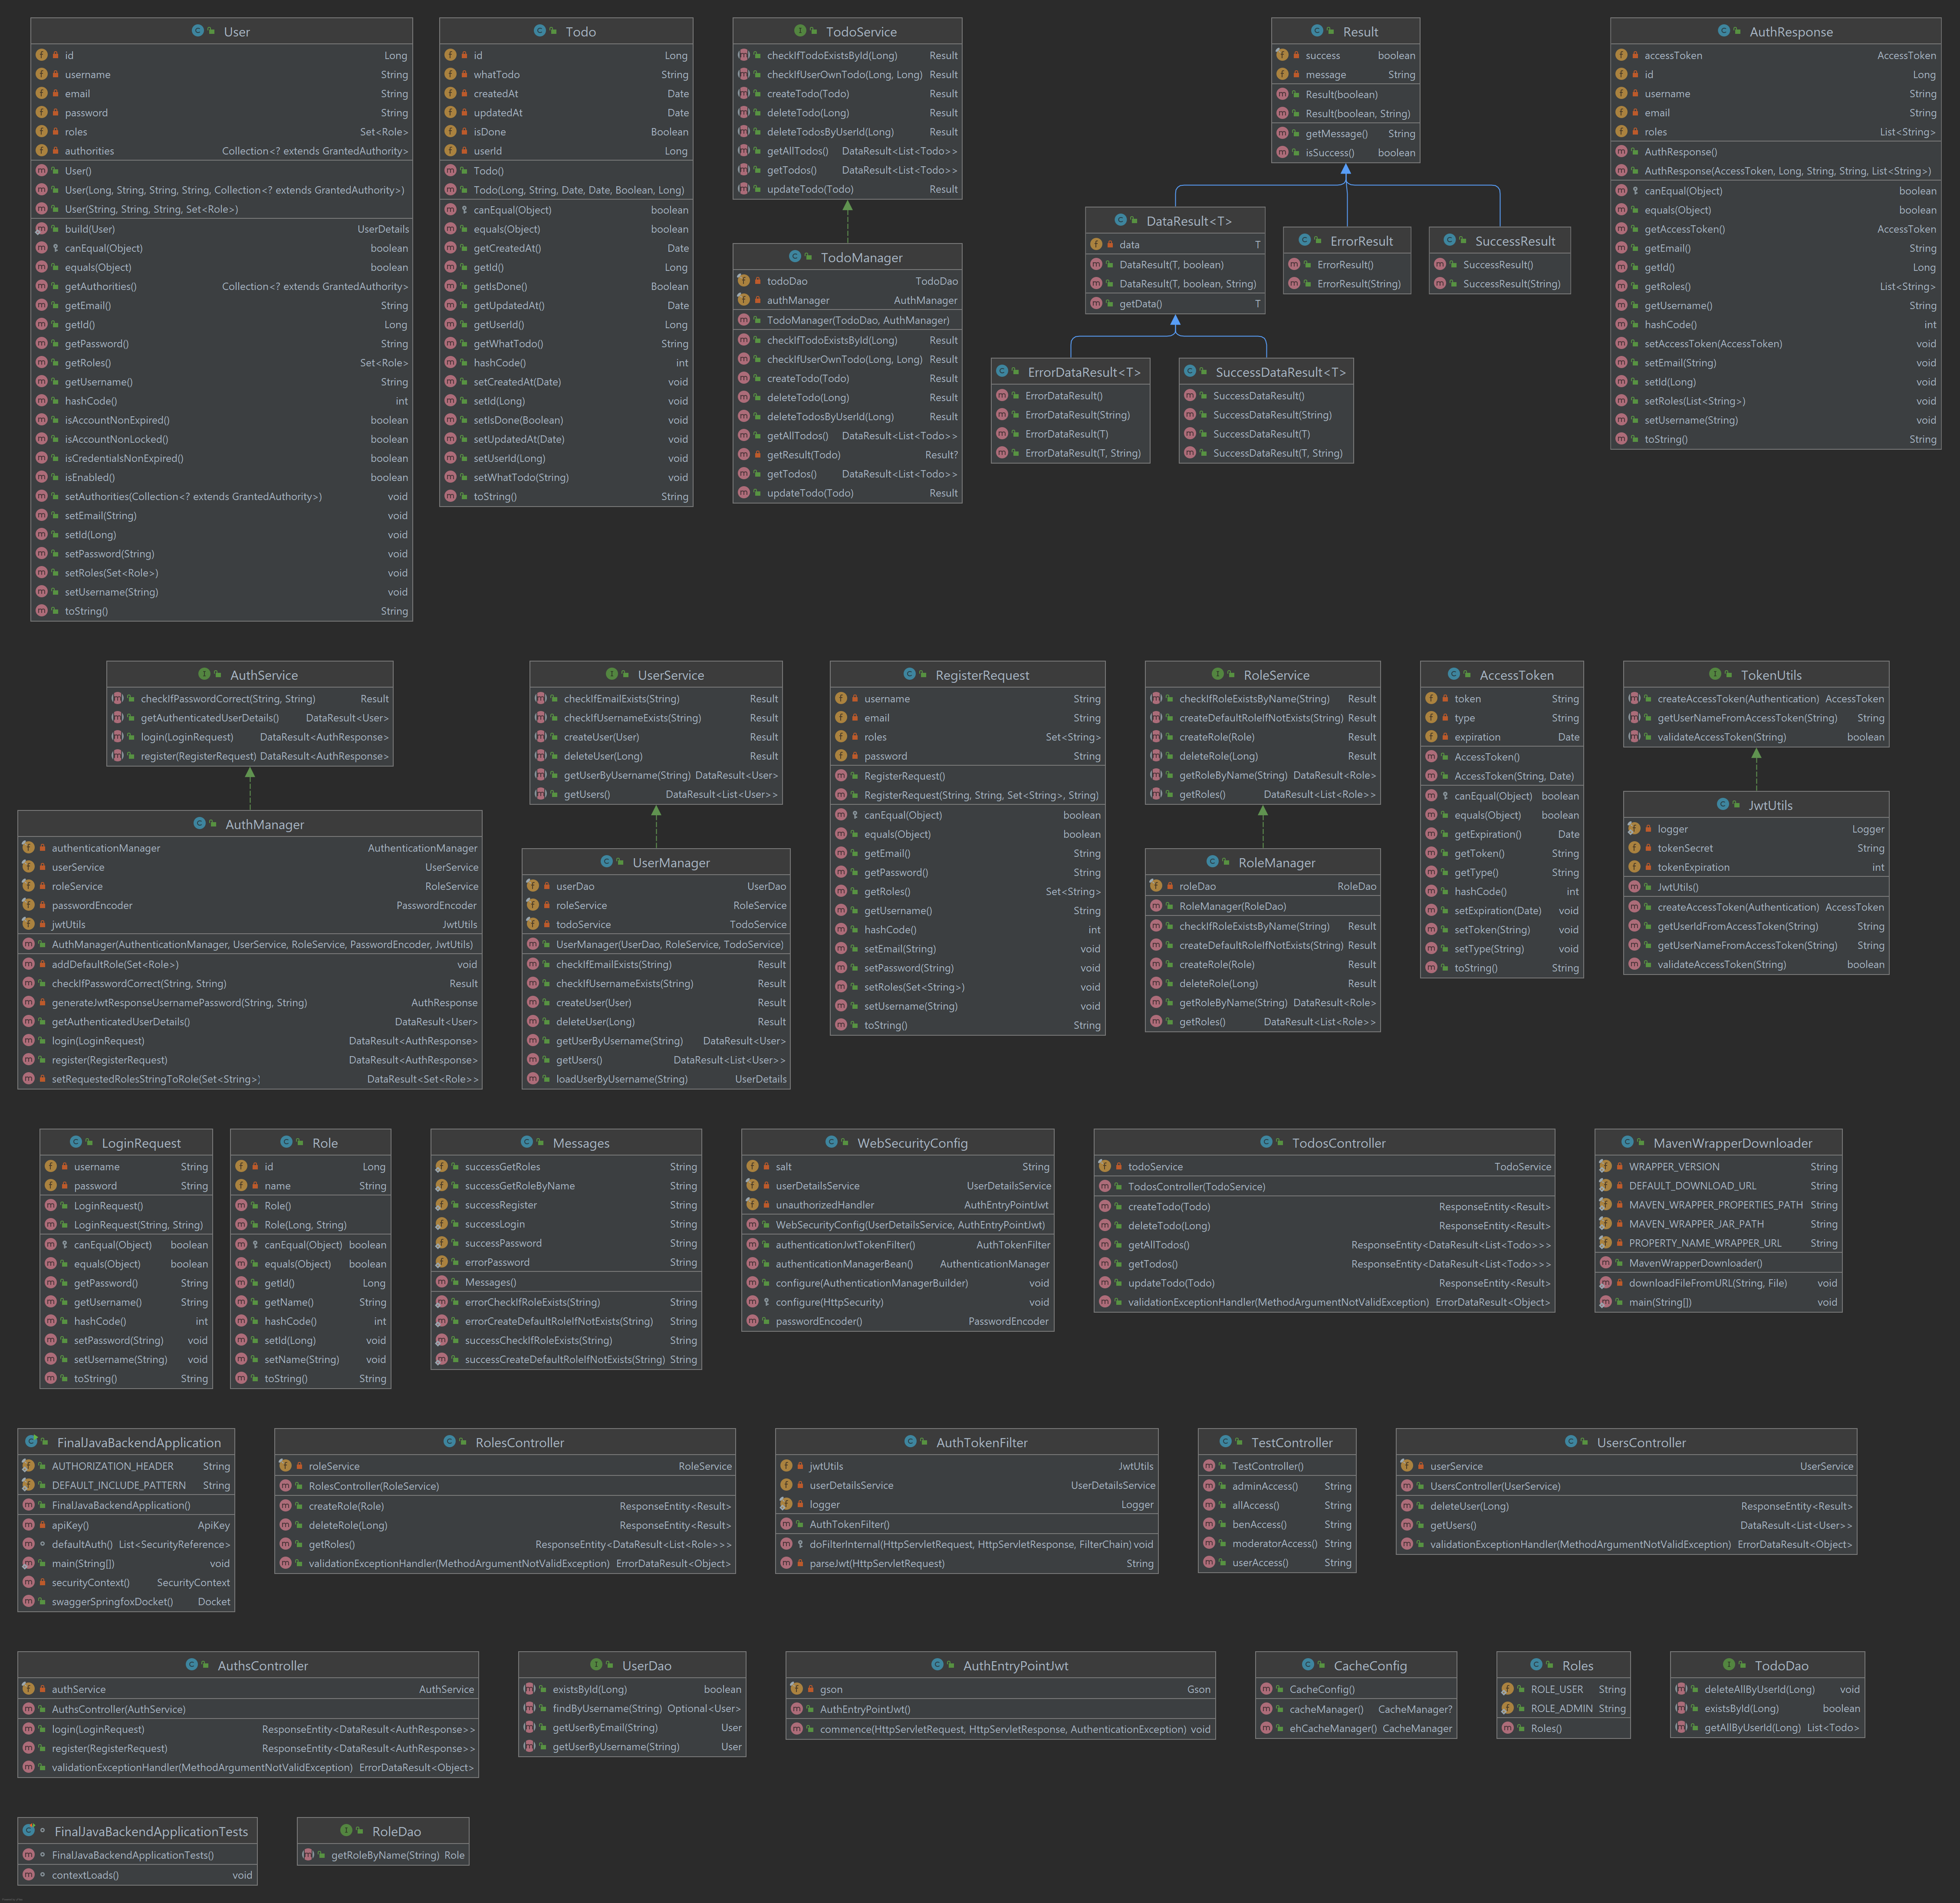 User
id Long
username String
email String
password String
roles Set<Role>
authorities Collection<? extends GrantedAuthority>
User()
User(Long, String, String, String, Collection<? extends GrantedAuthority>)
User(String, String, String, Set<Role>)
build(User) UserDetails
canEqual(Object) boolean
equals(Object) boolean
getAuthorities() Collection<? extends GrantedAuthority>
getEmail() String
getId() Long
getPassword() String
getRoles() Set<Role>
getUsername() String
hashCode() int
isAccountNonExpired() boolean
isAccountNonLocked() boolean
isCredentialsNonExpired() boolean
isEnabled() boolean
setAuthorities(Collection<? extends GrantedAuthority>) void
setEmail(String) void
setId(Long) void
setPassword(String) void
setRoles(Set<Role>) void
setUsername(String) void
toString() String
Todo
id Long
whatTodo String
createdAt Date
updatedAt Date
isDone Boolean
userId Long
Todo()
Todo(Long, String, Date, Date, Boolean, Long)
canEqual(Object) boolean
equals(Object) boolean
getCreatedAt() Date
getId() Long
getIsDone() Boolean
getUpdatedAt() Date
getUserId() Long
getWhatTodo() String
hashCode() int
setCreatedAt(Date) void
setId(Long) void
setIsDone(Boolean) void
setUpdatedAt(Date) void
setUserId(Long) void
setWhatTodo(String) void
toString() String
TodoService
checkIfTodoExistsById(Long) Result
checkIfUserOwnTodo(Long, Long) Result
createTodo(Todo) Result
deleteTodo(Long) Result
deleteTodosByUserId(Long) Result
getAllTodos() DataResult<List<Todo>>
getTodos() DataResult<List<Todo>>
updateTodo(Todo) Result
TodoManager
todoDao TodoDao
authManager AuthManager
TodoManager(TodoDao, AuthManager)
checkIfTodoExistsById(Long) Result
checkIfUserOwnTodo(Long, Long) Result
createTodo(Todo) Result
deleteTodo(Long) Result
deleteTodosByUserId(Long) Result
getAllTodos() DataResult<List<Todo>>
getResult(Todo) Result?
getTodos() DataResult<List<Todo>>
updateTodo(Todo) Result
Result
success boolean
message String
Result(boolean)
Result(boolean, String)
getMessage() String
isSuccess() boolean
DataResult<T>
data T
DataResult(T, boolean)
DataResult(T, boolean, String)
getData() T
ErrorResult
ErrorResult()
ErrorResult(String)
SuccessResult
SuccessResult()
SuccessResult(String)
ErrorDataResult<T>
ErrorDataResult()
ErrorDataResult(String)
ErrorDataResult(T)
ErrorDataResult(T, String)
SuccessDataResult<T>
SuccessDataResult()
SuccessDataResult(String)
SuccessDataResult(T)
SuccessDataResult(T, String)
AuthResponse
accessToken AccessToken
id Long
username String
email String
roles List<String>
AuthResponse()
AuthResponse(AccessToken, Long, String, String, List<String>)
canEqual(Object) boolean
equals(Object) boolean
getAccessToken() AccessToken
getEmail() String
getId() Long
getRoles() List<String>
getUsername() String
hashCode() int
setAccessToken(AccessToken) void
setEmail(String) void
setId(Long) void
setRoles(List<String>) void
setUsername(String) void
toString() String
AuthService
checkIfPasswordCorrect(String, String) Result
getAuthenticatedUserDetails() DataResult<User>
login(LoginRequest) DataResult<AuthResponse>
register(RegisterRequest) DataResult<AuthResponse>
AuthManager
authenticationManager AuthenticationManager
userService UserService
roleService RoleService
passwordEncoder PasswordEncoder
jwtUtils JwtUtils
AuthManager(AuthenticationManager, UserService, RoleService, PasswordEncoder, JwtUtils)
addDefaultRole(Set<Role>) void
checkIfPasswordCorrect(String, String) Result
generateJwtResponseUsernamePassword(String, String) AuthResponse
getAuthenticatedUserDetails() DataResult<User>
login(LoginRequest) DataResult<AuthResponse>
register(RegisterRequest) DataResult<AuthResponse>
setRequestedRolesStringToRole(Set<String>) DataResult<Set<Role>>
UserService
checkIfEmailExists(String) Result
checkIfUsernameExists(String) Result
createUser(User) Result
deleteUser(Long) Result
getUserByUsername(String) DataResult<User>
getUsers() DataResult<List<User>>
UserManager
userDao UserDao
roleService RoleService
todoService TodoService
UserManager(UserDao, RoleService, TodoService)
checkIfEmailExists(String) Result
checkIfUsernameExists(String) Result
createUser(User) Result
deleteUser(Long) Result
getUserByUsername(String) DataResult<User>
getUsers() DataResult<List<User>>
loadUserByUsername(String) UserDetails
RegisterRequest
username String
email String
roles Set<String>
password String
RegisterRequest()
RegisterRequest(String, String, Set<String>, String)
canEqual(Object) boolean
equals(Object) boolean
getEmail() String
getPassword() String
getRoles() Set<String>
getUsername() String
hashCode() int
setEmail(String) void
setPassword(String) void
setRoles(Set<String>) void
setUsername(String) void
toString() String
RoleService
checkIfRoleExistsByName(String) Result
createDefaultRoleIfNotExists(String) Result
createRole(Role) Result
deleteRole(Long) Result
getRoleByName(String) DataResult<Role>
getRoles() DataResult<List<Role>>
RoleManager
roleDao RoleDao
RoleManager(RoleDao)
checkIfRoleExistsByName(String) Result
createDefaultRoleIfNotExists(String) Result
createRole(Role) Result
deleteRole(Long) Result
getRoleByName(String) DataResult<Role>
getRoles() DataResult<List<Role>>
AccessToken
token String
type String
expiration Date
AccessToken()
AccessToken(String, Date)
canEqual(Object) boolean
equals(Object) boolean
getExpiration() Date
getToken() String
getType() String
hashCode() int
setExpiration(Date) void
setToken(String) void
setType(String) void
toString() String
TokenUtils
createAccessToken(Authentication) AccessToken
getUserNameFromAccessToken(String) String
validateAccessToken(String) boolean
JwtUtils
logger Logger
tokenSecret String
tokenExpiration int
JwtUtils()
createAccessToken(Authentication) AccessToken
getUserIdFromAccessToken(String) String
getUserNameFromAccessToken(String) String
validateAccessToken(String) boolean
LoginRequest
username String
password String
LoginRequest()
LoginRequest(String, String)
canEqual(Object) boolean
equals(Object) boolean
getPassword() String
getUsername() String
hashCode() int
setPassword(String) void
setUsername(String) void
toString() String
Role
id Long
name String
Role()
Role(Long, String)
canEqual(Object) boolean
equals(Object) boolean
getId() Long
getName() String
hashCode() int
setId(Long) void
setName(String) void
toString() String
Messages
successGetRoles String
successGetRoleByName String
successRegister String
successLogin String
successPassword String
errorPassword String
Messages()
errorCheckIfRoleExists(String) String
errorCreateDefaultRoleIfNotExists(String) String
successCheckIfRoleExists(String) String
successCreateDefaultRoleIfNotExists(String) String
WebSecurityConfig
salt String
userDetailsService UserDetailsService
unauthorizedHandler AuthEntryPointJwt
WebSecurityConfig(UserDetailsService, AuthEntryPointJwt)
authenticationJwtTokenFilter() AuthTokenFilter
authenticationManagerBean() AuthenticationManager
configure(AuthenticationManagerBuilder) void
configure(HttpSecurity) void
passwordEncoder() PasswordEncoder
TodosController
todoService TodoService
TodosController(TodoService)
createTodo(Todo) ResponseEntity<Result>
deleteTodo(Long) ResponseEntity<Result>
getAllTodos() ResponseEntity<DataResult<List<Todo>>>
getTodos() ResponseEntity<DataResult<List<Todo>>>
updateTodo(Todo) ResponseEntity<Result>
validationExceptionHandler(MethodArgumentNotValidException) ErrorDataResult<Object>
MavenWrapperDownloader
WRAPPER_VERSION String
DEFAULT_DOWNLOAD_URL String
MAVEN_WRAPPER_PROPERTIES_PATH String
MAVEN_WRAPPER_JAR_PATH String
PROPERTY_NAME_WRAPPER_URL String
MavenWrapperDownloader()
downloadFileFromURL(String, File) void
main(String[]) void
FinalJavaBackendApplication
AUTHORIZATION_HEADER String
DEFAULT_INCLUDE_PATTERN String
FinalJavaBackendApplication()
apiKey() ApiKey
defaultAuth() List<SecurityReference>
main(String[]) void
securityContext() SecurityContext
swaggerSpringfoxDocket() Docket
RolesController
roleService RoleService
RolesController(RoleService)
createRole(Role) ResponseEntity<Result>
deleteRole(Long) ResponseEntity<Result>
getRoles() ResponseEntity<DataResult<List<Role>>>
validationExceptionHandler(MethodArgumentNotValidException) ErrorDataResult<Object>
AuthTokenFilter
jwtUtils JwtUtils
userDetailsService UserDetailsService
logger Logger
AuthTokenFilter()
doFilterInternal(HttpServletRequest, HttpServletResponse, FilterChain) void
parseJwt(HttpServletRequest) String
TestController
TestController()
adminAccess() String
allAccess() String
benAccess() String
moderatorAccess() String
userAccess() String
UsersController
userService UserService
UsersController(UserService)
deleteUser(Long) ResponseEntity<Result>
getUsers() DataResult<List<User>>
validationExceptionHandler(MethodArgumentNotValidException) ErrorDataResult<Object>
AuthsController
authService AuthService
AuthsController(AuthService)
login(LoginRequest) ResponseEntity<DataResult<AuthResponse>>
register(RegisterRequest) ResponseEntity<DataResult<AuthResponse>>
validationExceptionHandler(MethodArgumentNotValidException) ErrorDataResult<Object>
UserDao
existsById(Long) boolean
findByUsername(String) Optional<User>
getUserByEmail(String) User
getUserByUsername(String) User
AuthEntryPointJwt
gson Gson
AuthEntryPointJwt()
commence(HttpServletRequest, HttpServletResponse, AuthenticationException) void
CacheConfig
CacheConfig()
cacheManager() CacheManager?
ehCacheManager() CacheManager
Roles
ROLE_USER String
ROLE_ADMIN String
Roles()
TodoDao
deleteAllByUserId(Long) void
existsById(Long) boolean
getAllByUserId(Long) List<Todo>
FinalJavaBackendApplicationTests
FinalJavaBackendApplicationTests()
contextLoads() void
RoleDao
getRoleByName(String) Role